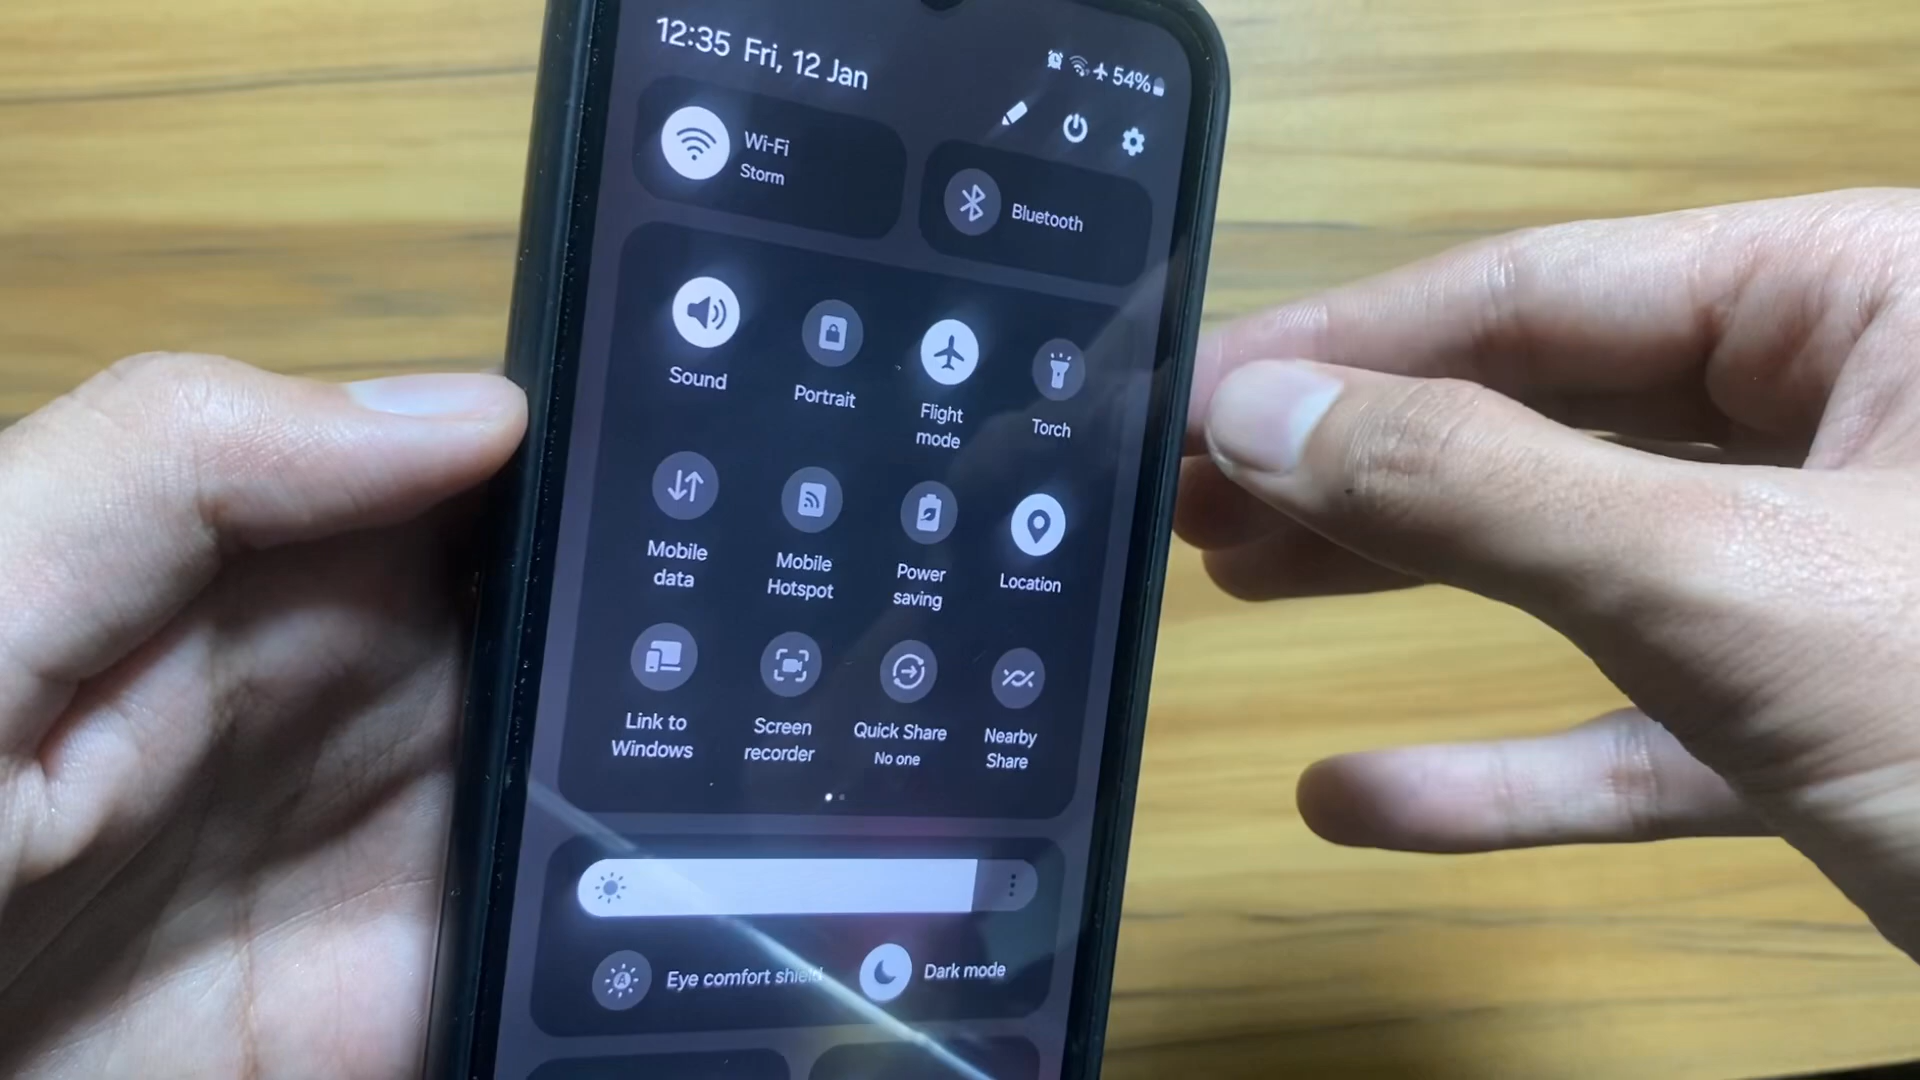 12:35 Fri, 12 Jan
54%
Wi-Fi
Storm
Bluetooth
Sound
Portrait
Flight
mode
Torch
Mobile
data
Mobile
Hotspot
Power
saving
Location
Link to
Windows
Screen
recorder
Quick Share
No one
Nearby
Share
Eye comfort shield
Dark mode